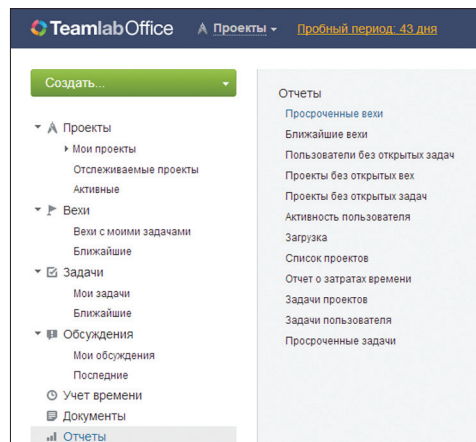 Teamlab Office Проекты Пробный период: 43 дня
Создать...
Проекты
Мои проекты
Отслеживаемые проекты
Активные
Вехи
Вехи с моими задачами
Ближайшие
Задачи
Мои задачи
Ближайшие
Обсуждения
Мои обсуждения
Последние
Учет времени
Документы
Отчеты
Отчеты
Просроченные вехи
Ближайшие вехи
Пользователи без открытых задач
Проекты без открытых вех
Проекты без открытых задач
Активность пользователя
Загрузка
Список проектов
Отчет о затратах времени
Задачи проектов
Задачи пользователя
Просроченные задачи